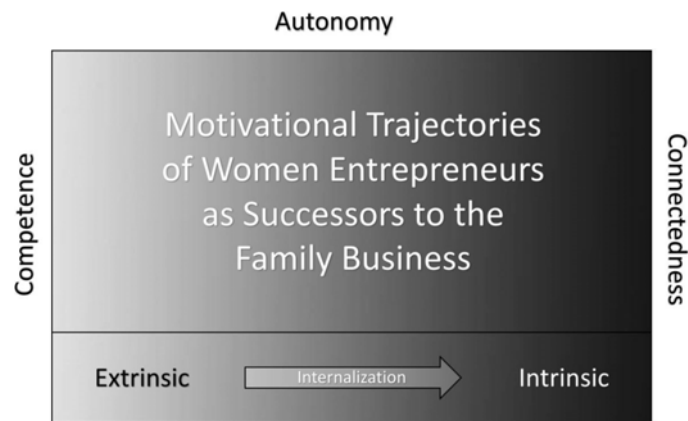 Autonomy
Competence
Motivational Trajectories
of Women Entrepreneurs
as Successors to the
Family Business
Connectedness
Extrinsic
Internalization
Intrinsic